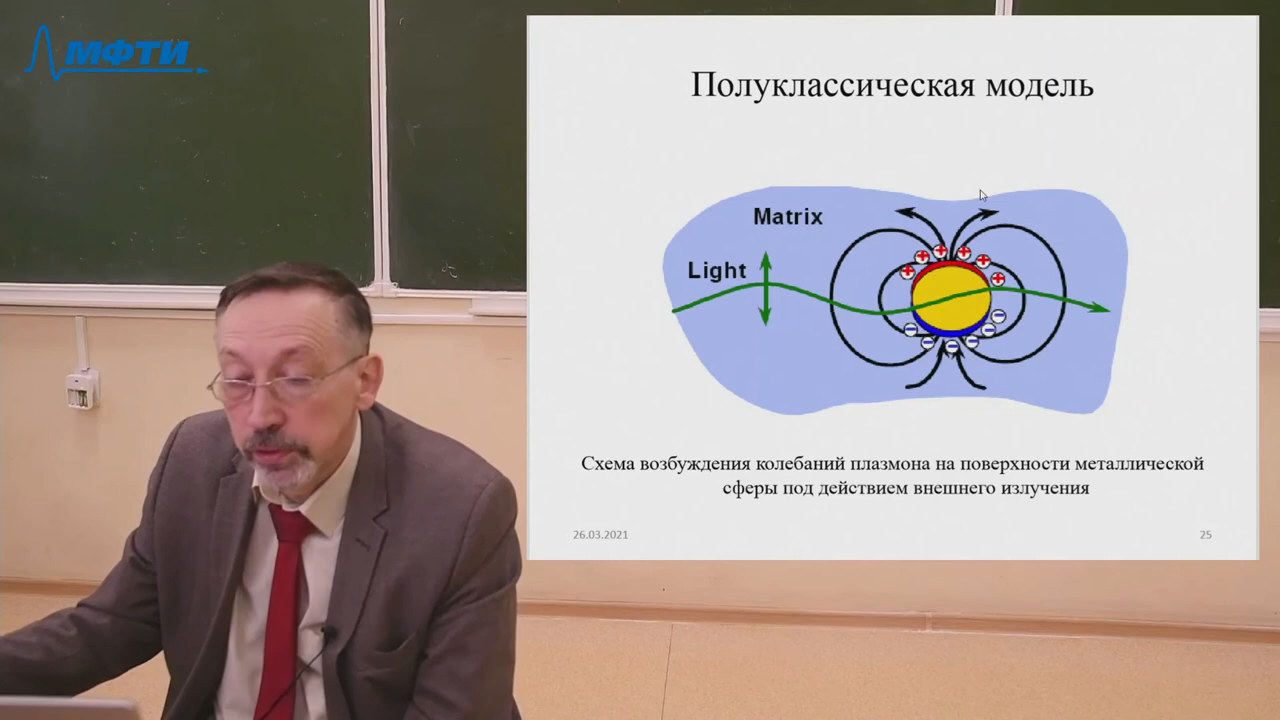 МФТИ
Полуклассическая модель
Matrix
Light
Схема возбуждения колебаний плазмона на поверхности металлической
сферы под действием внешнего излучения
26.03.2021
25